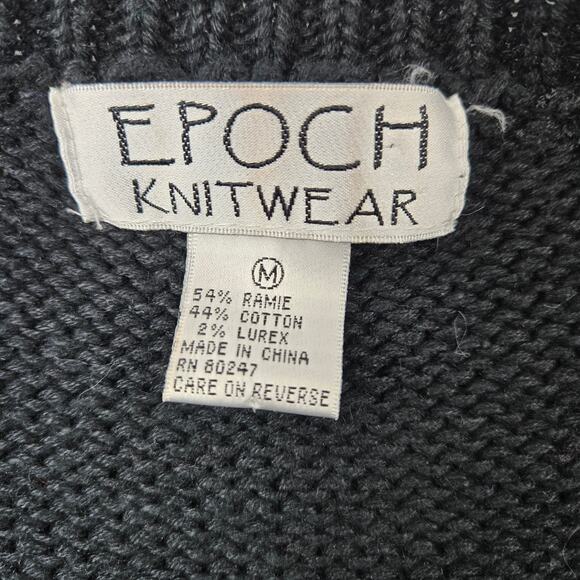 EPOCH
KNITWEAR
M
54% RAMIE
44% COTTON
2% LUREX
MADE IN CHINA
RN 80247
CARE ON REVERSE